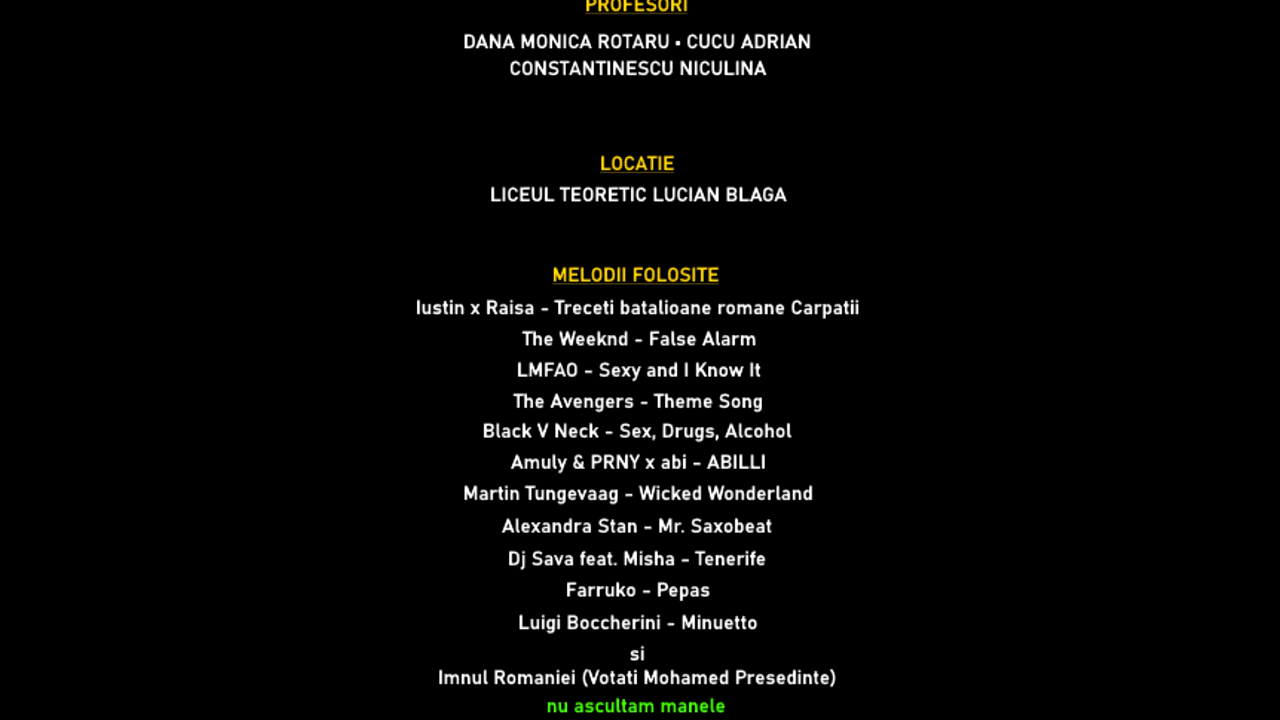 PROFESORI
DANA MONICA ROTARU • CUCU ADRIAN
CONSTANTINESCU NICULINA
LOCATIE
LICEUL TEORETIC LUCIAN BLAGA
MELODII FOLOSITE
Iustin x Raisa - Treceti batalioane romane Carpatii
The Weeknd - False Alarm
LMFAO - Sexy and I Know It
The Avengers - Theme Song
Black V Neck - Sex, Drugs, Alcohol
Amuly & PRNY x abi - ABILLI
Martin Tungevaag - Wicked Wonderland
Alexandra Stan - Mr. Saxobeat
Dj Sava feat. Misha - Tenerife
Farruko - Pepas
Luigi Boccherini - Minuetto
si
Imnul Romaniei (Votati Mohamed Presedinte)
nu ascultam manele